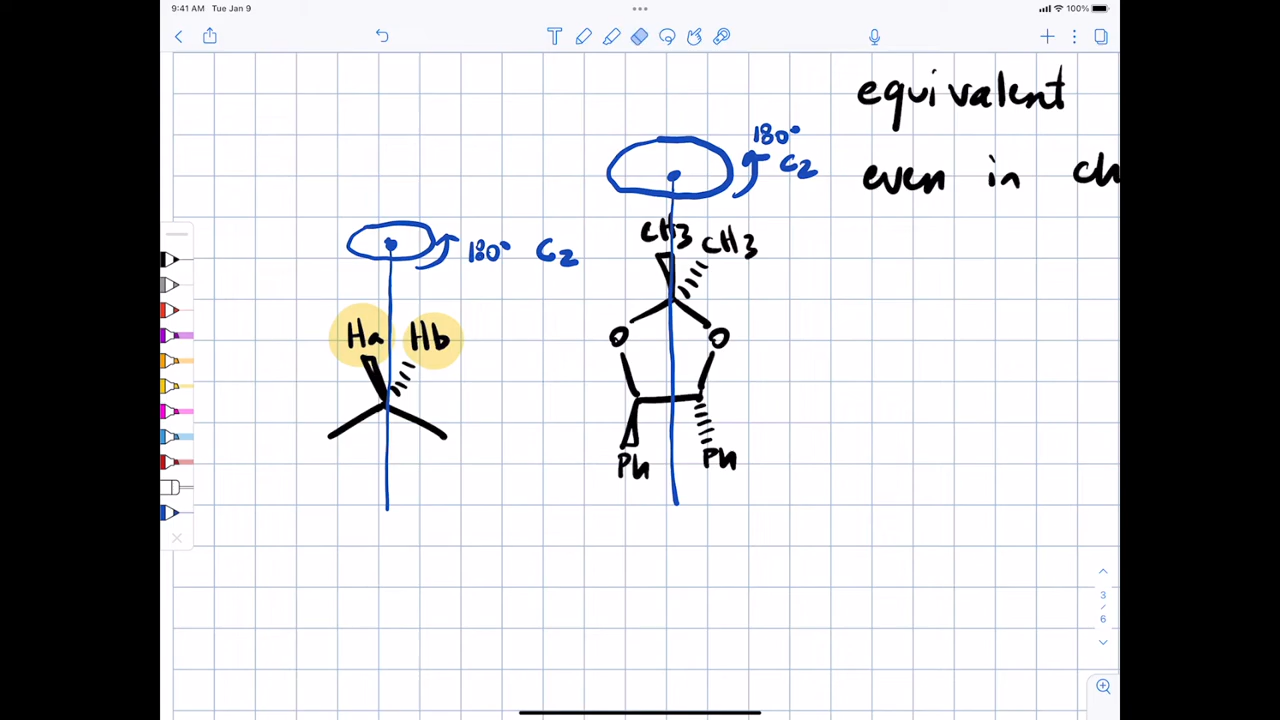 9:41 AM Tue Jan 9
100%
equivalent
180°
C2
even in ch
CH3
CH3
180° C2
Ha Hb
O O
Ph Ph
3
/
6